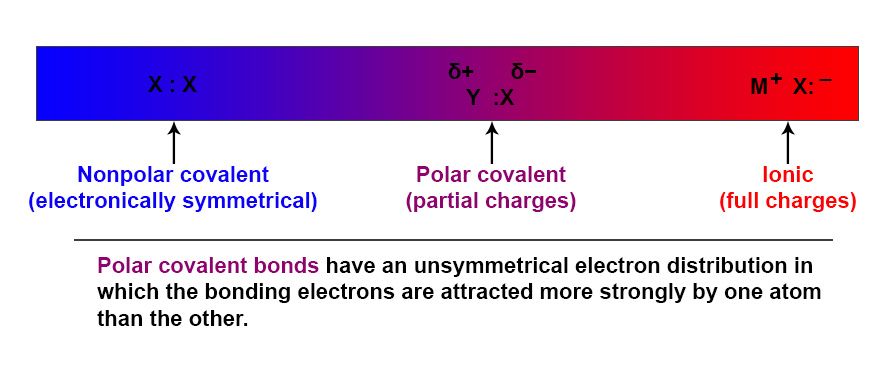 δ+ δ−
X : X
Y :X
M⁺ X:⁻
Nonpolar covalent
(electronically symmetrical)
Polar covalent
(partial charges)
Ionic
(full charges)
Polar covalent bonds have an unsymmetrical electron distribution in
which the bonding electrons are attracted more strongly by one atom
than the other.